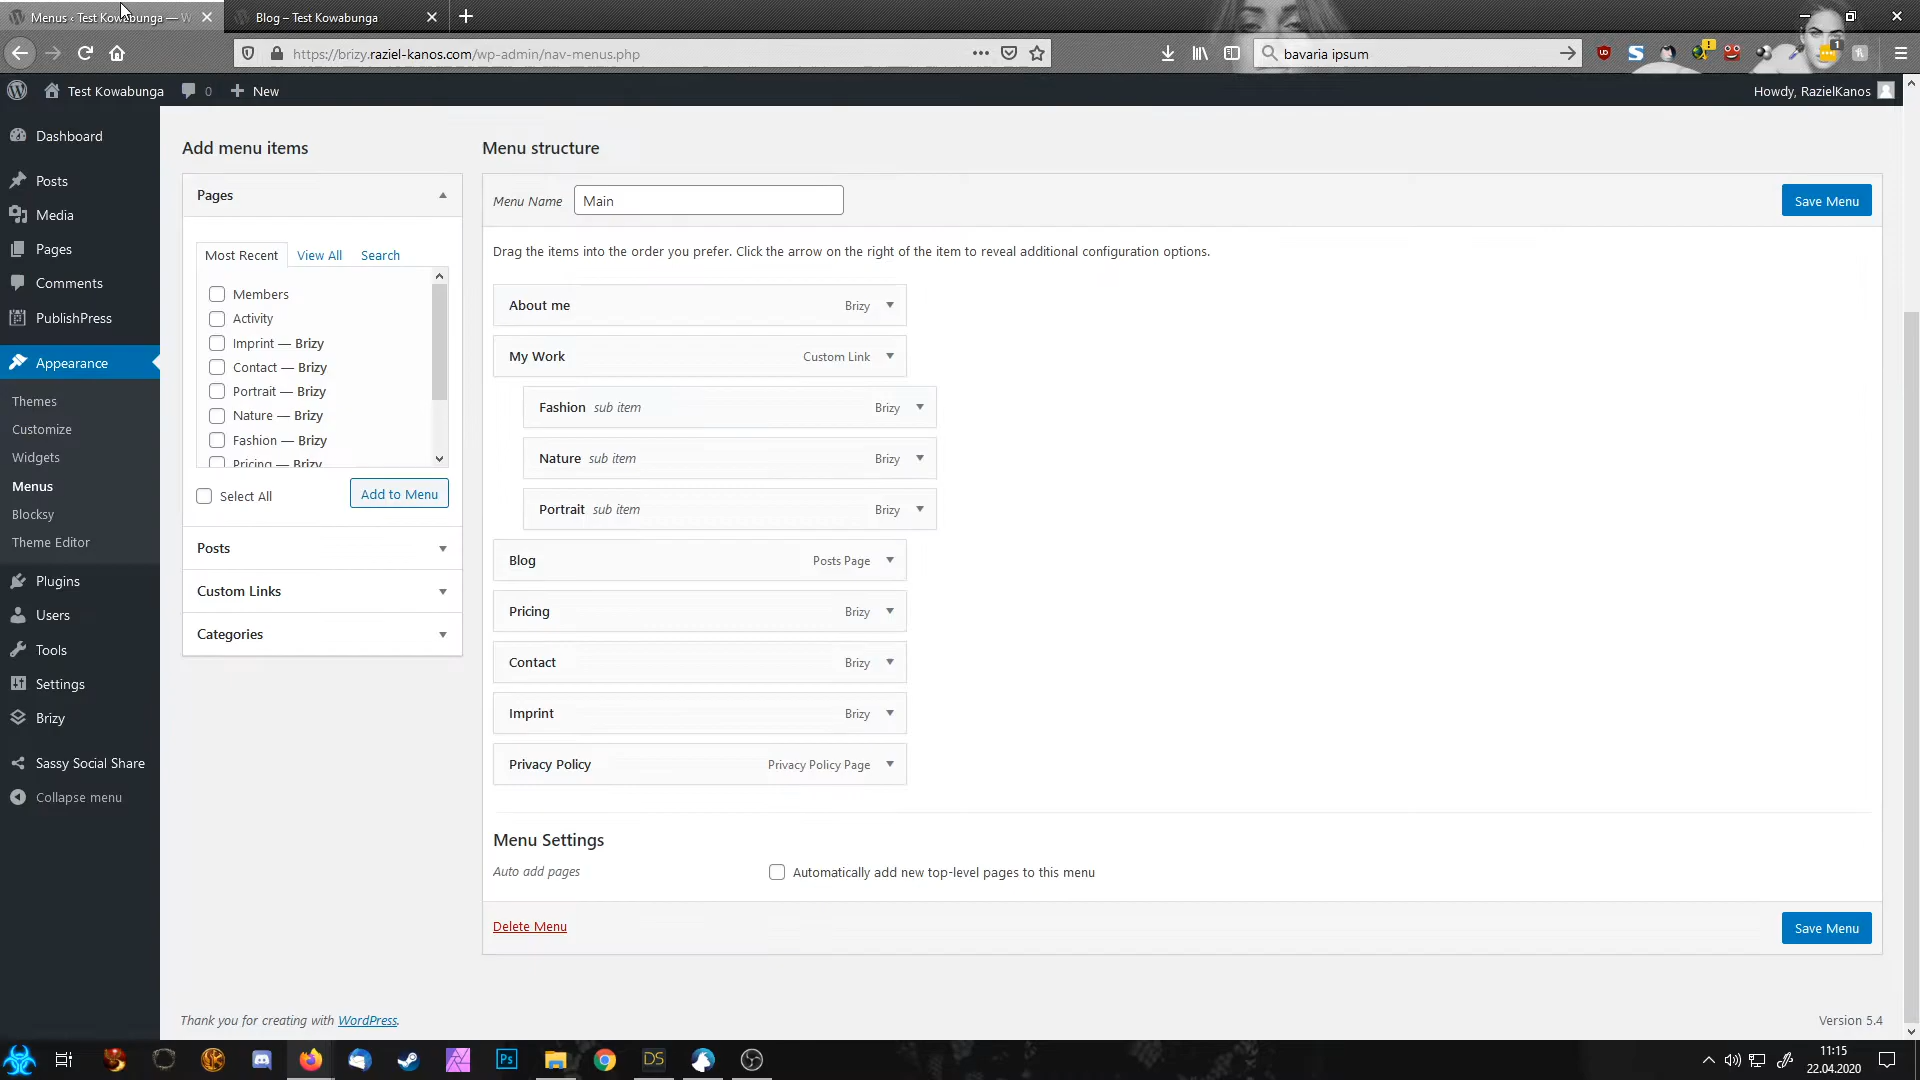 Menus ‹ Test Kowabunga — W
Blog – Test Kowabunga
https://brizy.raziel-kanos.com/wp-admin/nav-menus.php
bavaria ipsum
Test Kowabunga
0
New
Howdy, RazielKanos
Dashboard
Posts
Media
Pages
Comments
PublishPress
Appearance
Themes
Customize
Widgets
Menus
Blocksy
Theme Editor
Plugins
Users
Tools
Settings
Brizy
Sassy Social Share
Collapse menu
Add menu items
Pages
Most Recent
View All
Search
Members
Activity
Imprint — Brizy
Contact — Brizy
Portrait — Brizy
Nature — Brizy
Fashion — Brizy
Pricing — Brizy
Select All
Add to Menu
Posts
Custom Links
Categories
Menu structure
Menu Name
Main
Save Menu
Drag the items into the order you prefer. Click the arrow on the right of the item to reveal additional configuration options.
About me
Brizy
My Work
Custom Link
Fashion sub item
Brizy
Nature sub item
Brizy
Portrait sub item
Brizy
Blog
Posts Page
Pricing
Brizy
Contact
Brizy
Imprint
Brizy
Privacy Policy
Privacy Policy Page
Menu Settings
Auto add pages
Automatically add new top-level pages to this menu
Delete Menu
Save Menu
Thank you for creating with WordPress.
Version 5.4
Ps
DS
11:15
22.04.2020